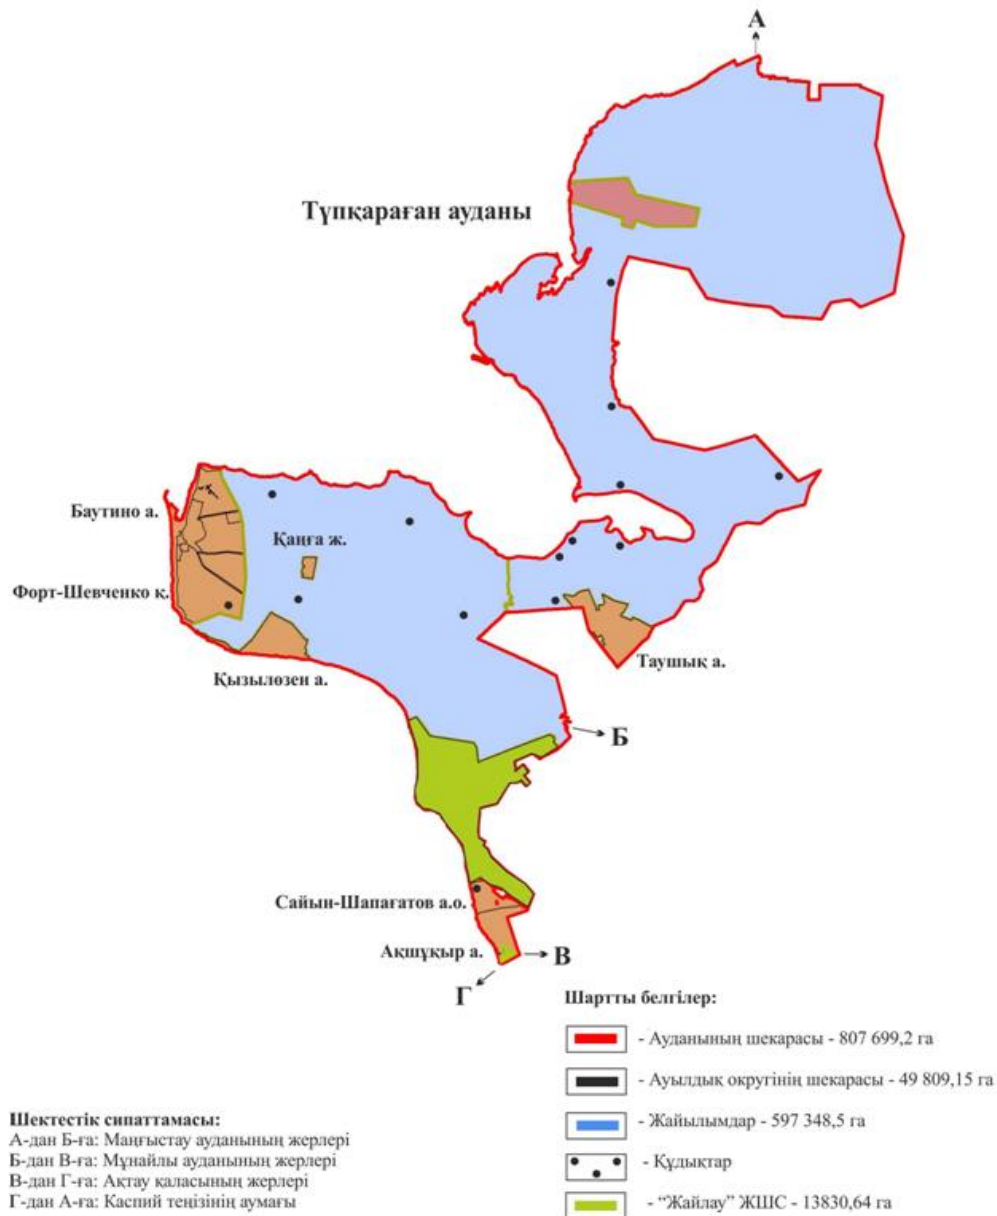 А
Түпқараған ауданы
Баутино а.
Қаңға ж.
Форт-Шевченко қ.
Қызылөзен а.
Таушық а.
Б
Сайын-Шапағатов а.о.
Ақшұқыр а.
В
Г
Шартты белгілер:
- Ауданының шекарасы - 807 699,2 га
- Ауылдық округінің шекарасы - 49 809,15 га
- Жайылымдар - 597 348,5 га
- Құдықтар
- “Жайлау” ЖШС - 13830,64 га
Шектестік сипаттамасы:
А-дан Б-ға: Маңғыстау ауданының жерлері
Б-дан В-ға: Мұнайлы ауданының жерлері
В-дан Г-ға: Ақтау қаласының жерлері
Г-дан А-ға: Каспий теңізінің аумағы